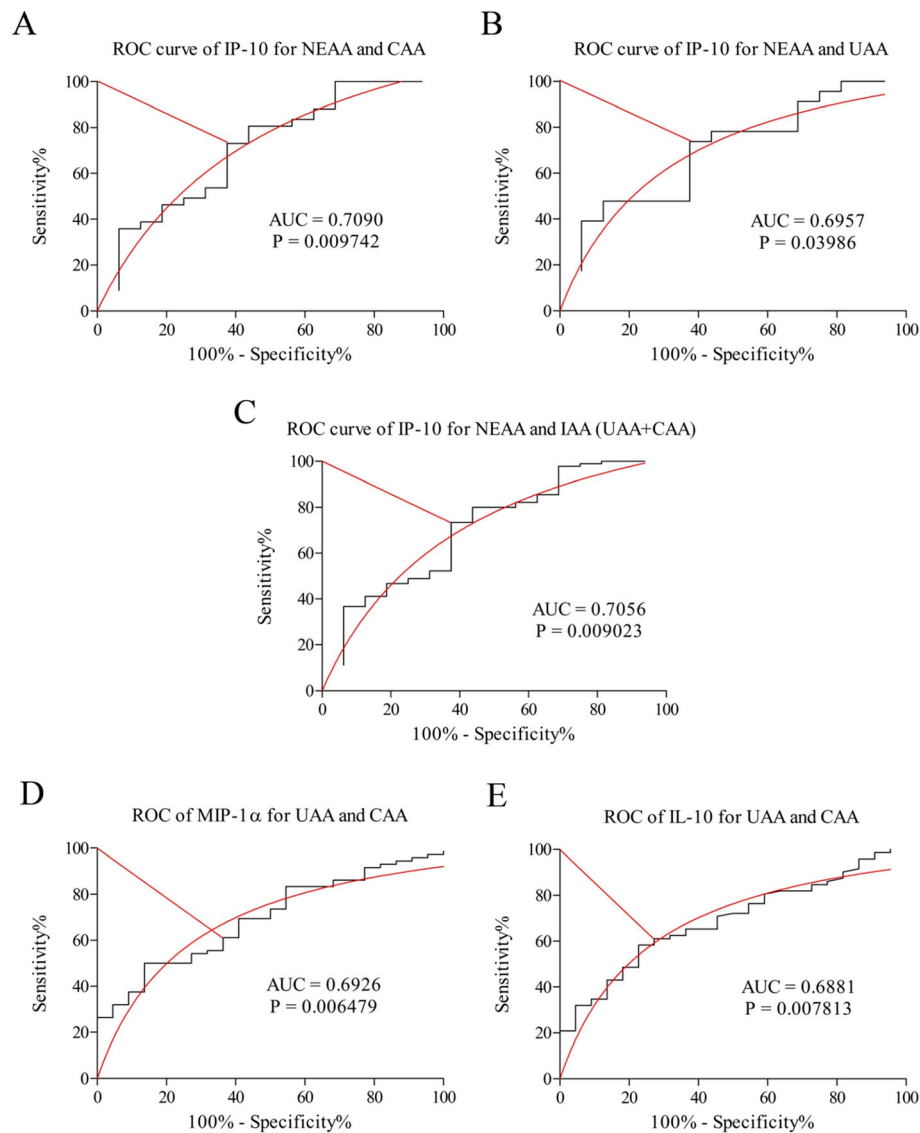 A
ROC curve of IP-10 for NEAA and CAA
100
80
60
40
20
0
Sensitivity%
AUC = 0.7090
P = 0.009742
0 20 40 60 80 100
100% - Specificity%
B
ROC curve of IP-10 for NEAA and UAA
100
80
60
40
20
0
Sensitivity%
AUC = 0.6957
P = 0.03986
0 20 40 60 80 100
100% - Specificity%
C
ROC curve of IP-10 for NEAA and IAA (UAA+CAA)
100
80
60
40
20
0
Sensitivity%
AUC = 0.7056
P = 0.009023
0 20 40 60 80 100
100% - Specificity%
D
ROC of MIP-1α for UAA and CAA
100
80
60
40
20
0
Sensitivity%
AUC = 0.6926
P = 0.006479
0 20 40 60 80 100
100% - Specificity%
E
ROC of IL-10 for UAA and CAA
100
80
60
40
20
0
Sensitivity%
AUC = 0.6881
P = 0.007813
0 20 40 60 80 100
100% - Specificity%